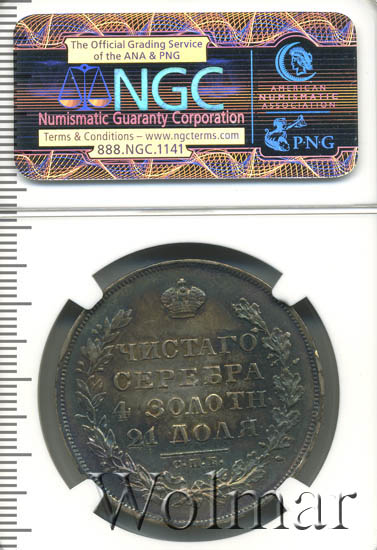 The Official Grading Service
of the ANA & PNG
NGC
Numismatic Guaranty Corporation
Terms & Conditions – www.ngcterms.com
888.NGC.1141
AMERICAN
NUMISMATIC
ASSOCIATION
P·N·G
ЧИСТАГО
СЕРЕБРА
4 ЗОЛОТН
21 ДОЛЯ
С.П.Б.
Wolmar